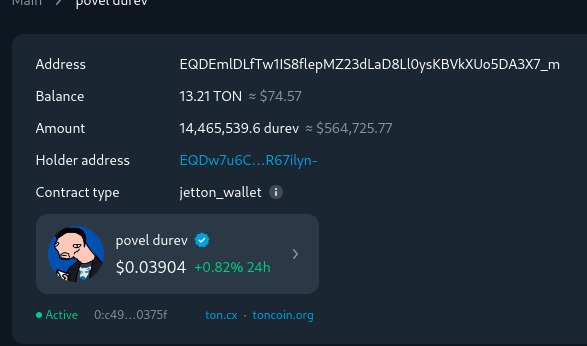 Main > povel durev
Address EQDEmlDLfTw1IS8flepMZ23dLaD8Ll0ysKBVkXUo5DA3X7_m
Balance 13.21 TON ≈ $74.57
Amount 14,465,539.6 durev ≈ $564,725.77
Holder address EQDw7u6C…R67ilyn-
Contract type jetton_wallet
povel durev
$0.03904 +0.82% 24h
Active 0:c49…0375f ton.cx · toncoin.org